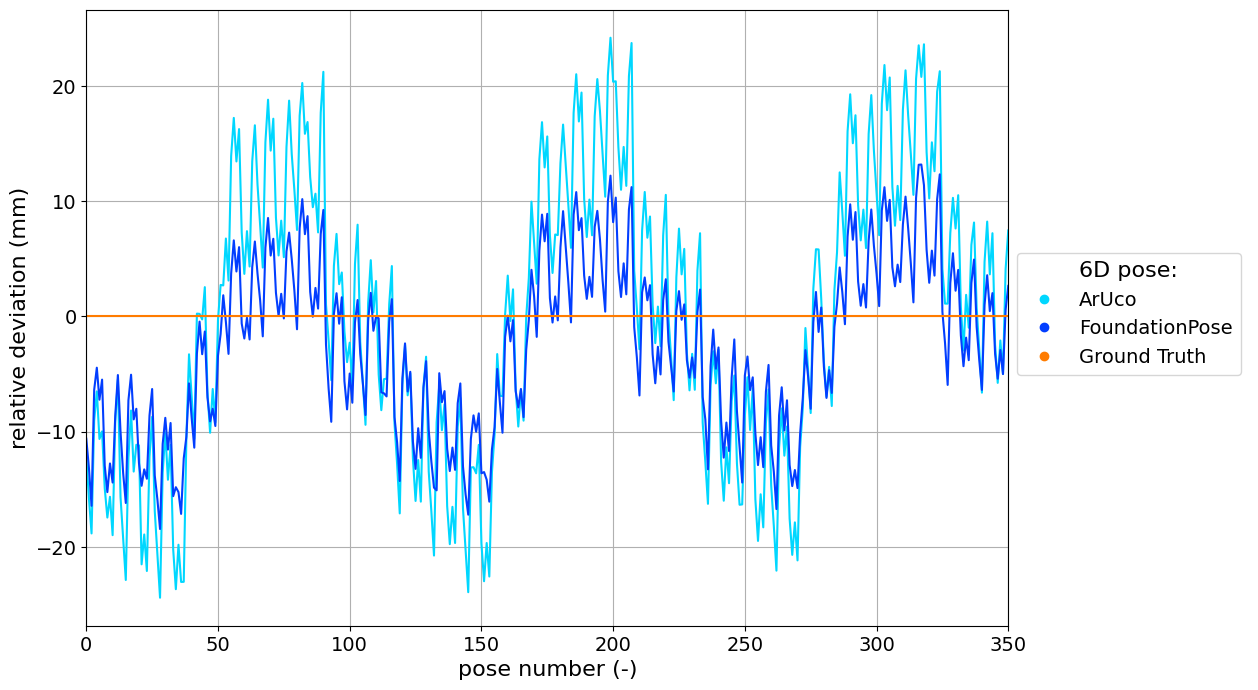 relative deviation (mm)
20
10
0
−10
−20
0 50 100 150 200 250 300 350
pose number (-)
6D pose:
ArUco
FoundationPose
Ground Truth